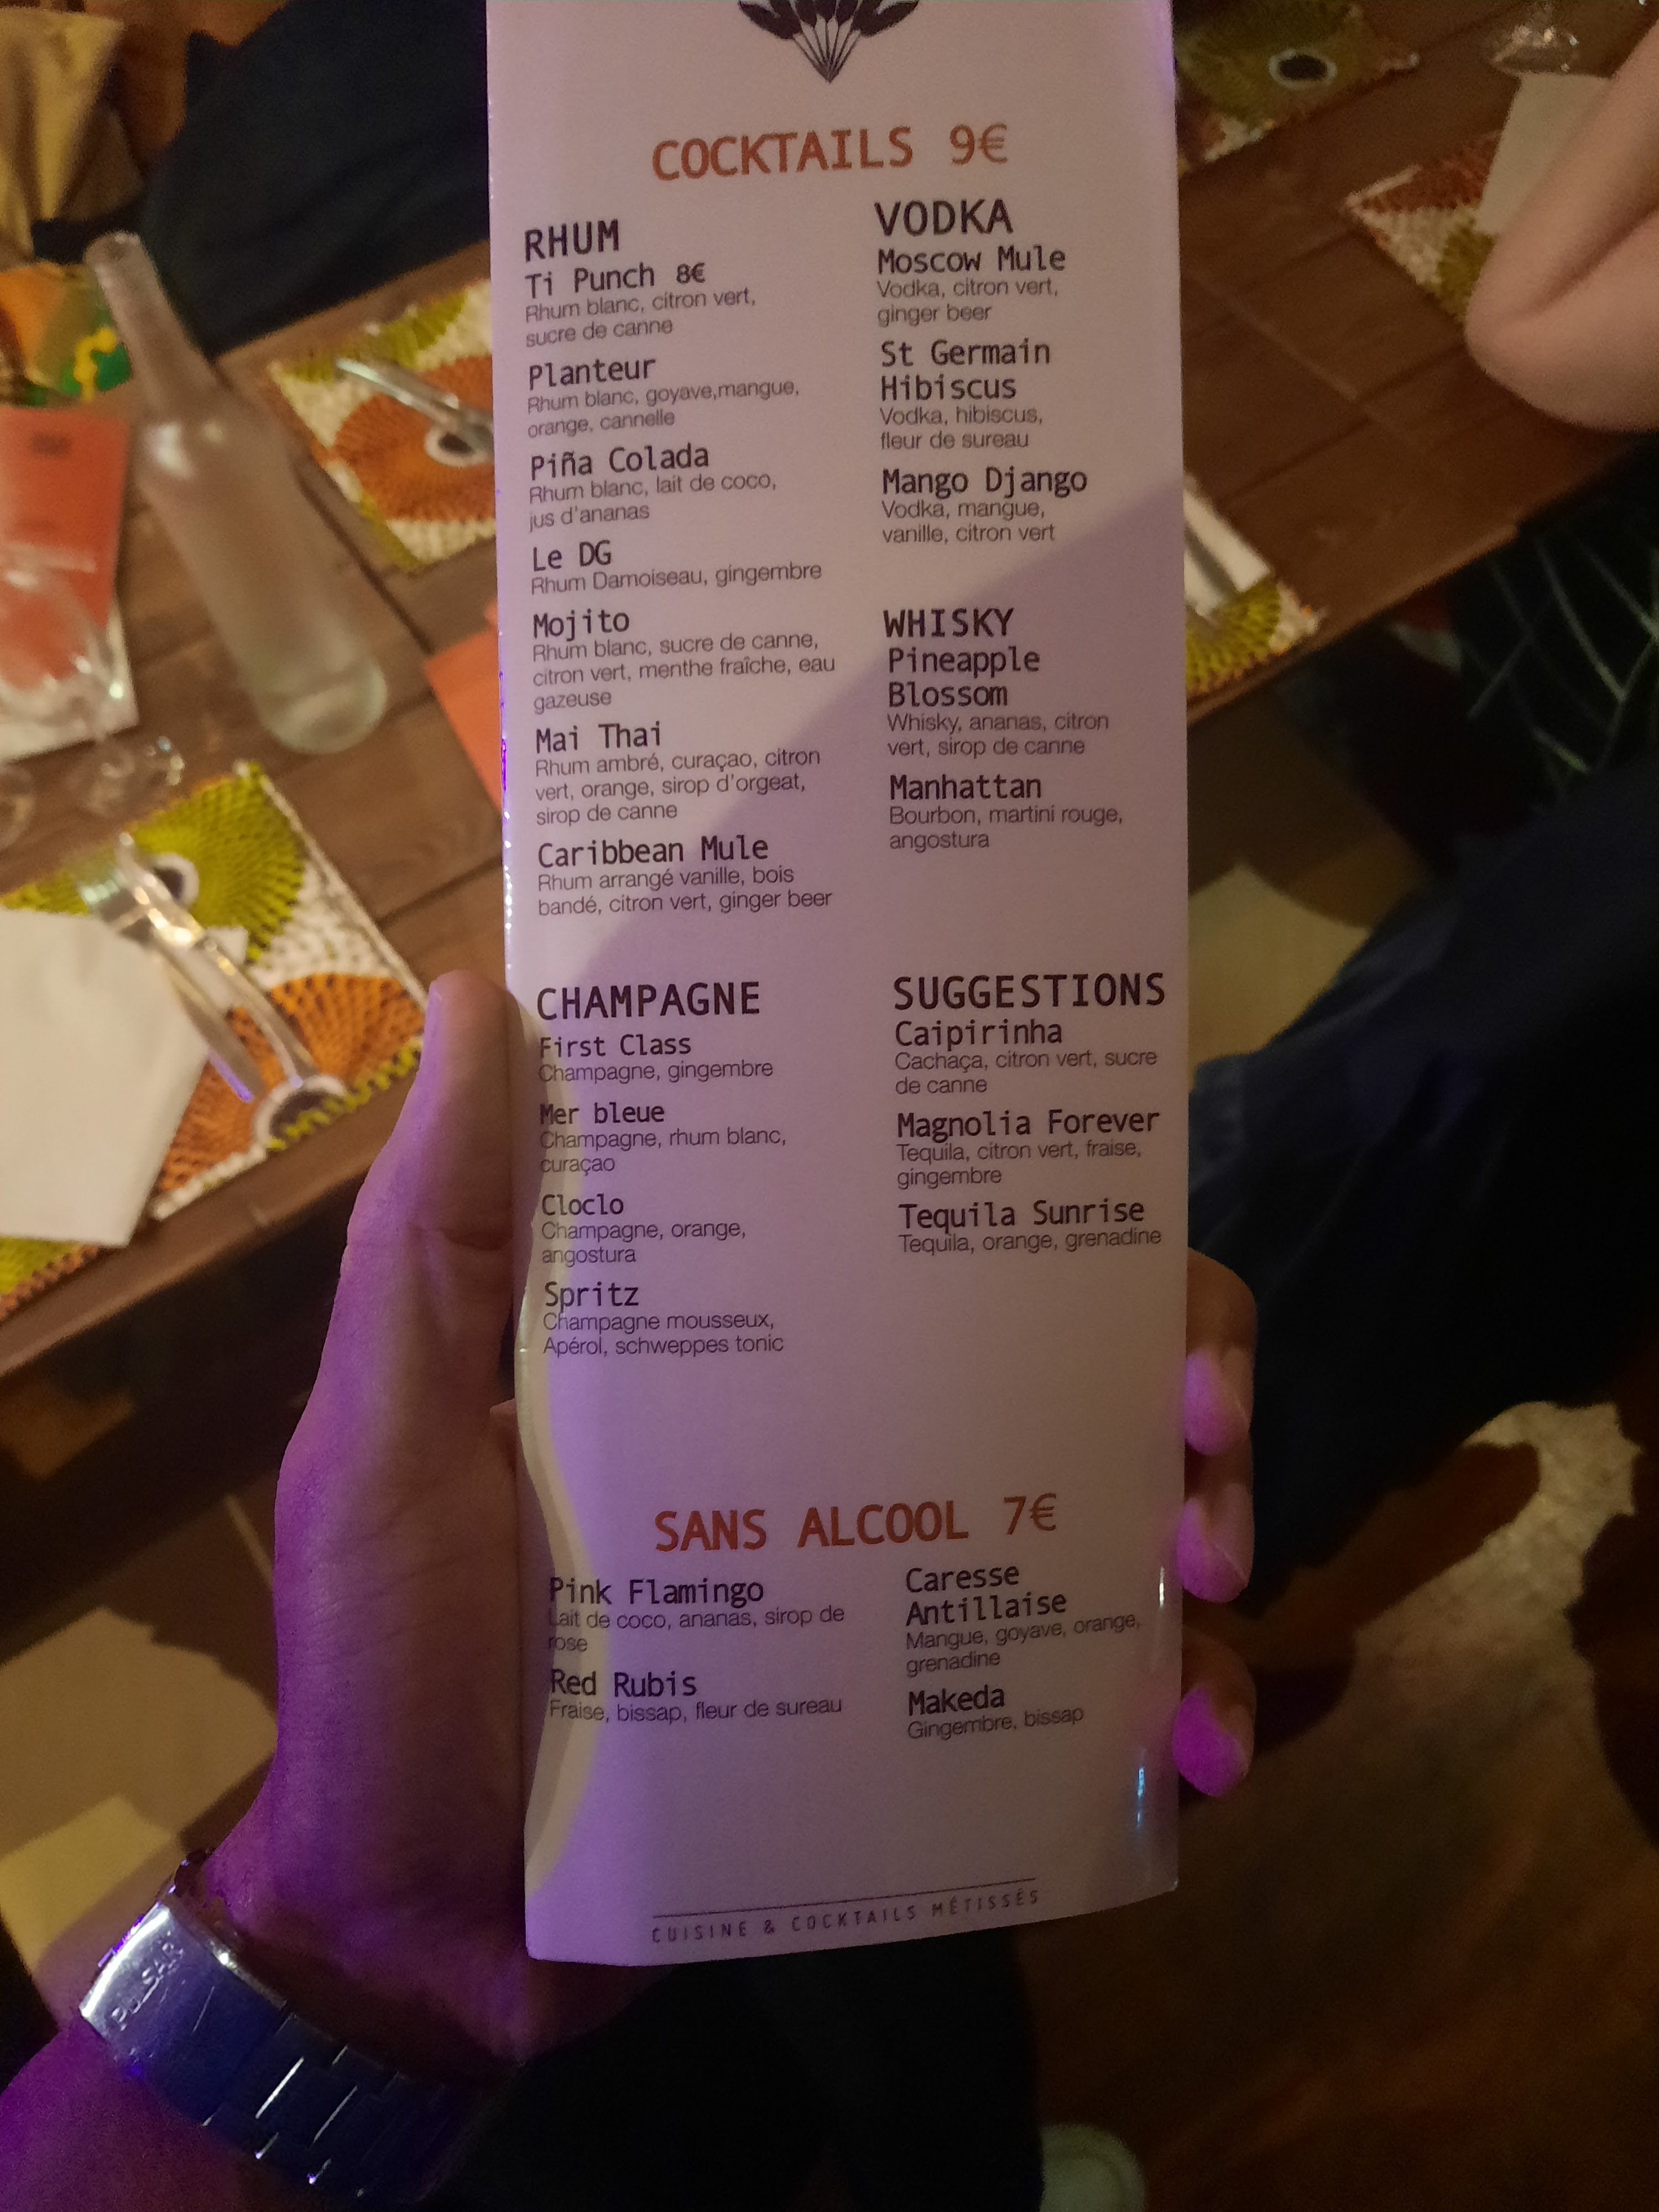 COCKTAILS 9€
RHUM
Ti Punch 8€
Rhum blanc, citron vert,
sucre de canne
Planteur
Rhum blanc, goyave,mangue,
orange, cannelle
Piña Colada
Rhum blanc, lait de coco,
jus d'ananas
Le DG
Rhum Damoiseau, gingembre
Mojito
Rhum blanc, sucre de canne,
citron vert, menthe fraîche, eau
gazeuse
Mai Thai
Rhum ambré, curaçao, citron
vert, orange, sirop d'orgeat,
sirop de canne
Caribbean Mule
Rhum arrangé vanille, bois
bandé, citron vert, ginger beer
VODKA
Moscow Mule
Vodka, citron vert,
ginger beer
St Germain
Hibiscus
Vodka, hibiscus,
fleur de sureau
Mango Django
Vodka, mangue,
vanille, citron vert
WHISKY
Pineapple
Blossom
Whisky, ananas, citron
vert, sirop de canne
Manhattan
Bourbon, martini rouge,
angostura
CHAMPAGNE
First Class
Champagne, gingembre
Mer bleue
Champagne, rhum blanc,
curaçao
Cloclo
Champagne, orange,
angostura
Spritz
Champagne mousseux,
Apérol, schweppes tonic
SUGGESTIONS
Caipirinha
Cachaça, citron vert, sucre
de canne
Magnolia Forever
Tequila, citron vert, fraise,
gingembre
Tequila Sunrise
Tequila, orange, grenadine
SANS ALCOOL 7€
Pink Flamingo
Lait de coco, ananas, sirop de
rose
Red Rubis
Fraise, bissap, fleur de sureau
Caresse
Antillaise
Mangue, goyave, orange,
grenadine
Makeda
Gingembre, bissap
CUISINE & COCKTAILS MÉTISSÉS
PULSAR